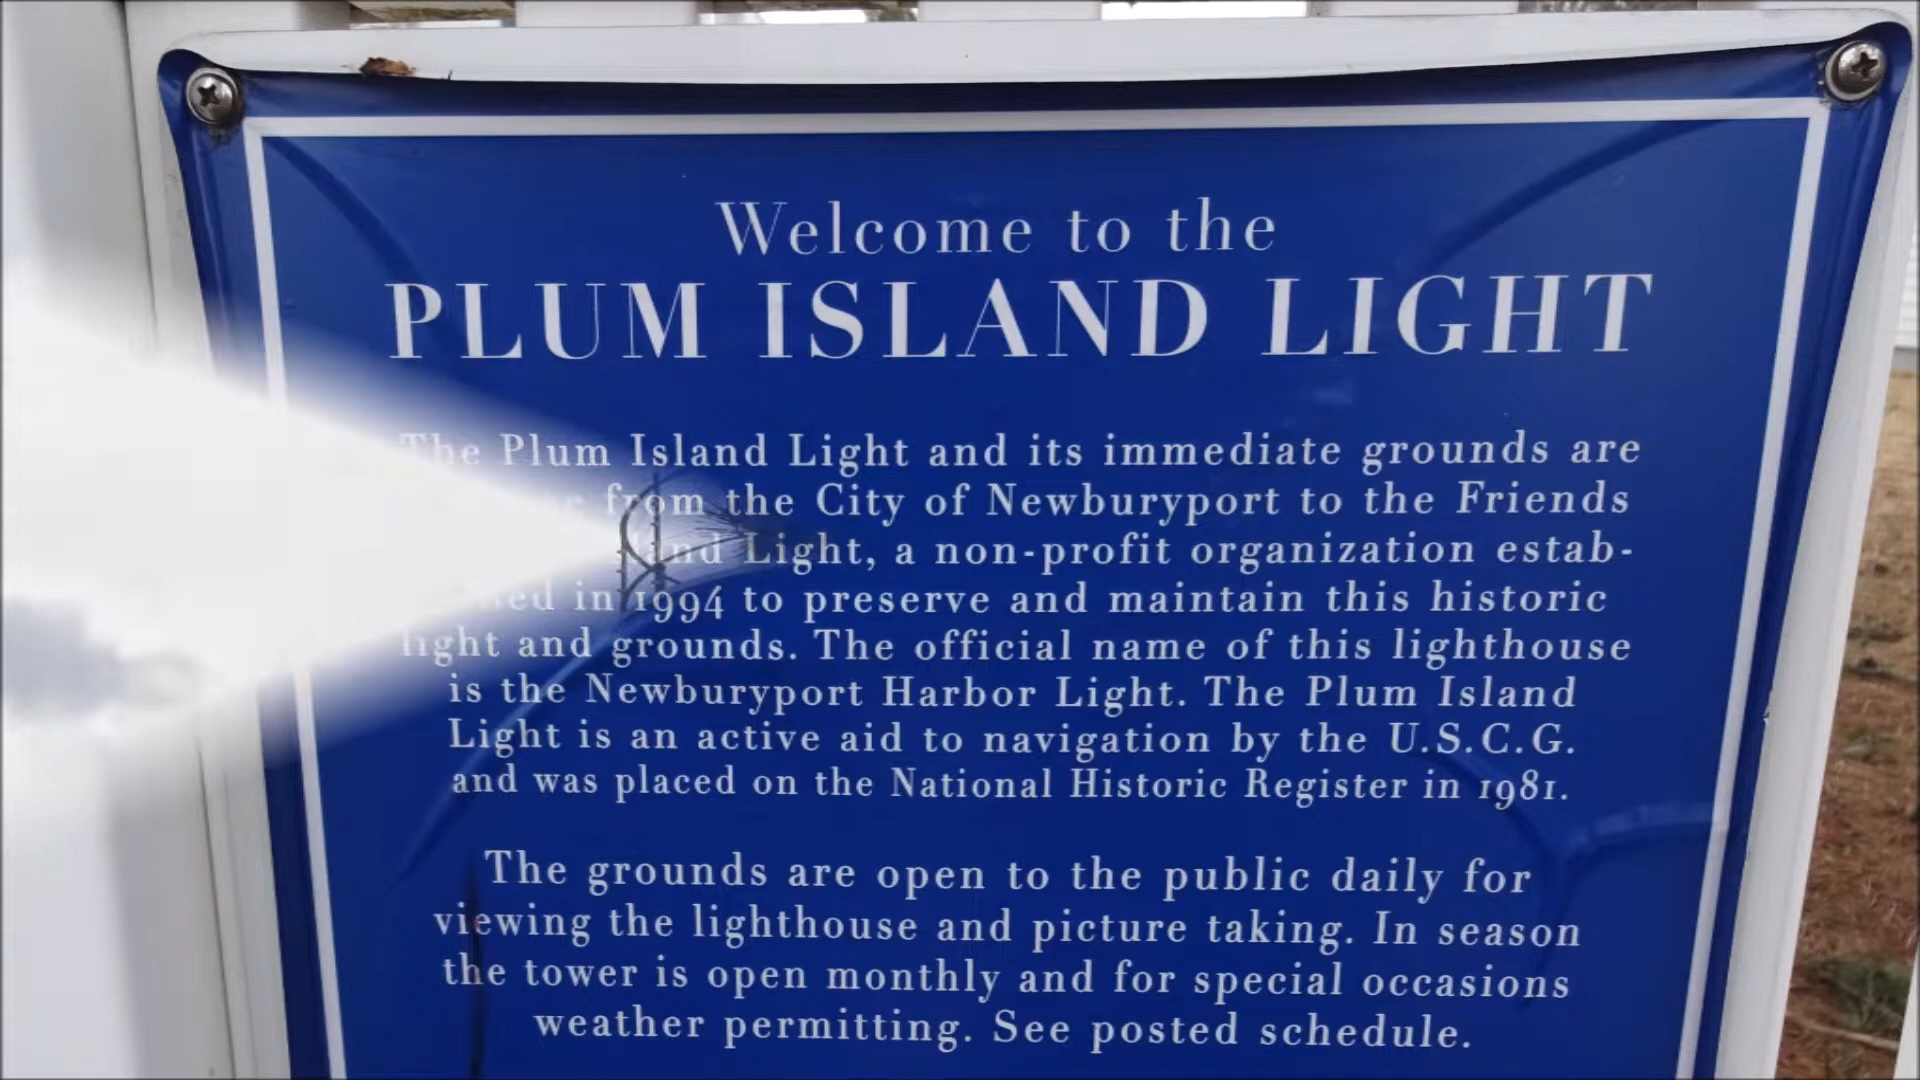 Welcome to the
PLUM ISLAND LIGHT
The Plum Island Light and its immediate grounds are
from the City of Newburyport to the Friends
Light, a non-profit organization estab-
in 1994 to preserve and maintain this historic
light and grounds. The official name of this lighthouse
is the Newburyport Harbor Light. The Plum Island
Light is an active aid to navigation by the U.S.C.G.
and was placed on the National Historic Register in 1981.
The grounds are open to the public daily for
viewing the lighthouse and picture taking. In season
the tower is open monthly and for special occasions
weather permitting. See posted schedule.